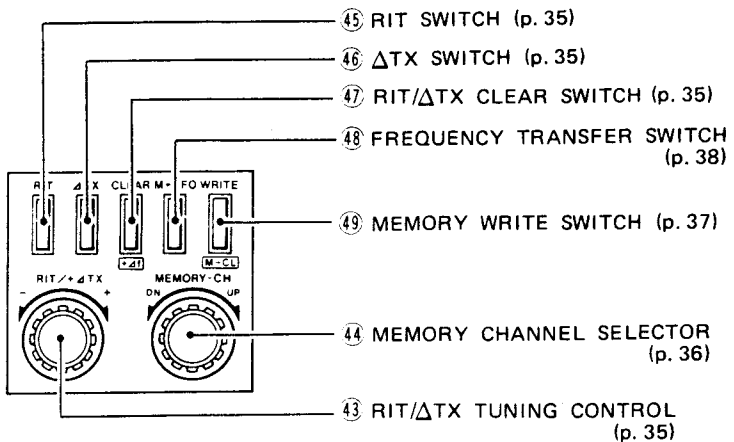 ㊺ RIT SWITCH (p. 35)
㊻ ΔTX SWITCH (p. 35)
㊼ RIT/ΔTX CLEAR SWITCH (p. 35)
㊽ FREQUENCY TRANSFER SWITCH
(p. 38)
㊾ MEMORY WRITE SWITCH (p. 37)
RIT ΔTX CLEAR WRITE
+Δf M-CL
RIT/+ΔTX MEMORY-CH
- + DN UP
㊹ MEMORY CHANNEL SELECTOR
(p. 36)
㊸ RIT/ΔTX TUNING CONTROL
(p. 35)